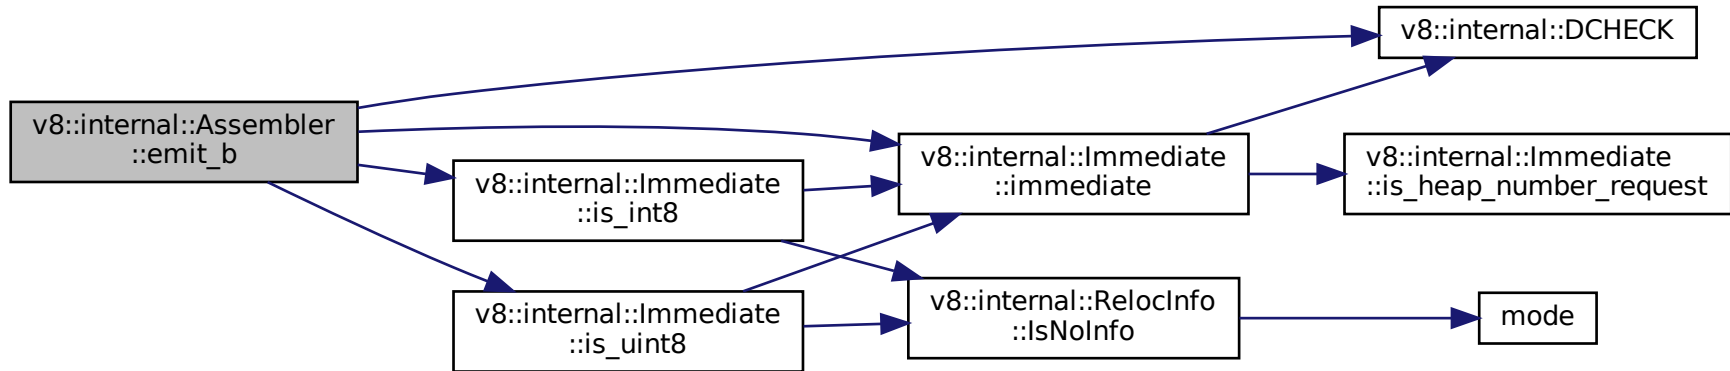 v8::internal::DCHECK
v8::internal::Assembler
::emit_b
v8::internal::Immediate
::immediate
v8::internal::Immediate
::is_heap_number_request
v8::internal::Immediate
::is_int8
v8::internal::RelocInfo
::IsNoInfo
mode
v8::internal::Immediate
::is_uint8